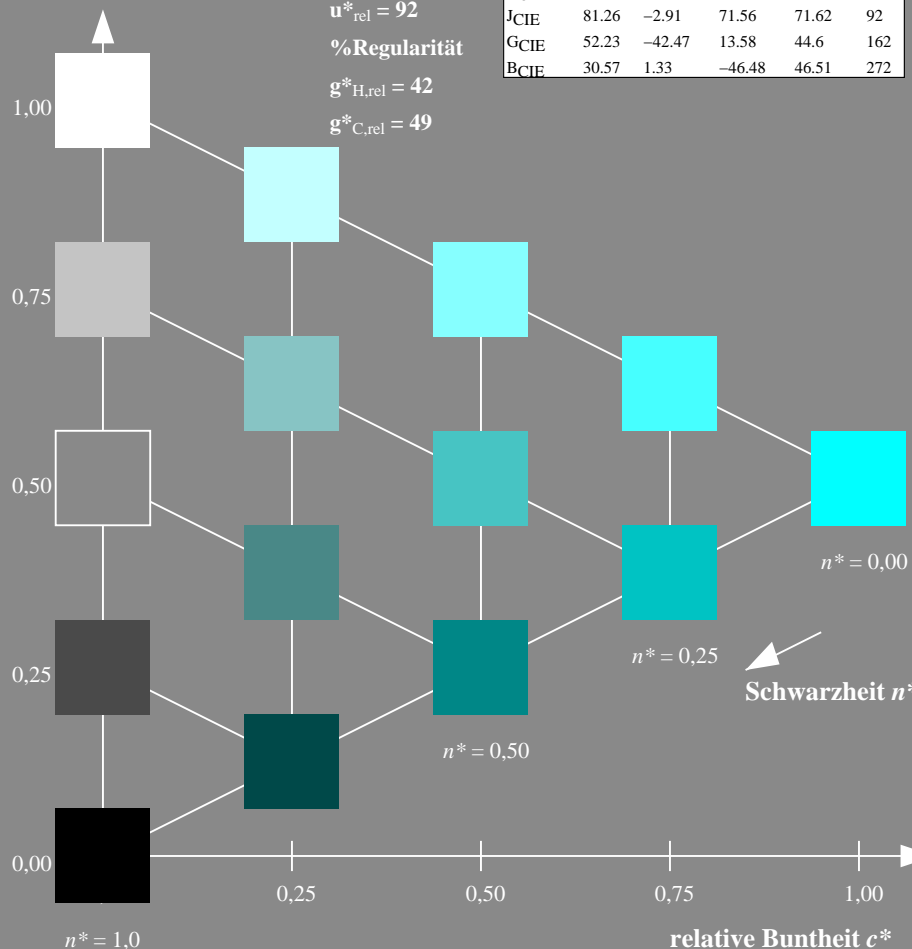 u*rel = 92
%Regularität
g*H,rel = 42
g*C,rel = 49
JCIE 81.26 −2.91 71.56 71.62 92
GCIE 52.23 −42.47 13.58 44.6 162
BCIE 30.57 1.33 −46.48 46.51 272
1,00
0,75
0,50
0,25
0,00
n* = 0,00
n* = 0,25
Schwarzheit n*
n* = 0,50
0,25 0,50 0,75 1,00
n* = 1,0
relative Buntheit c*